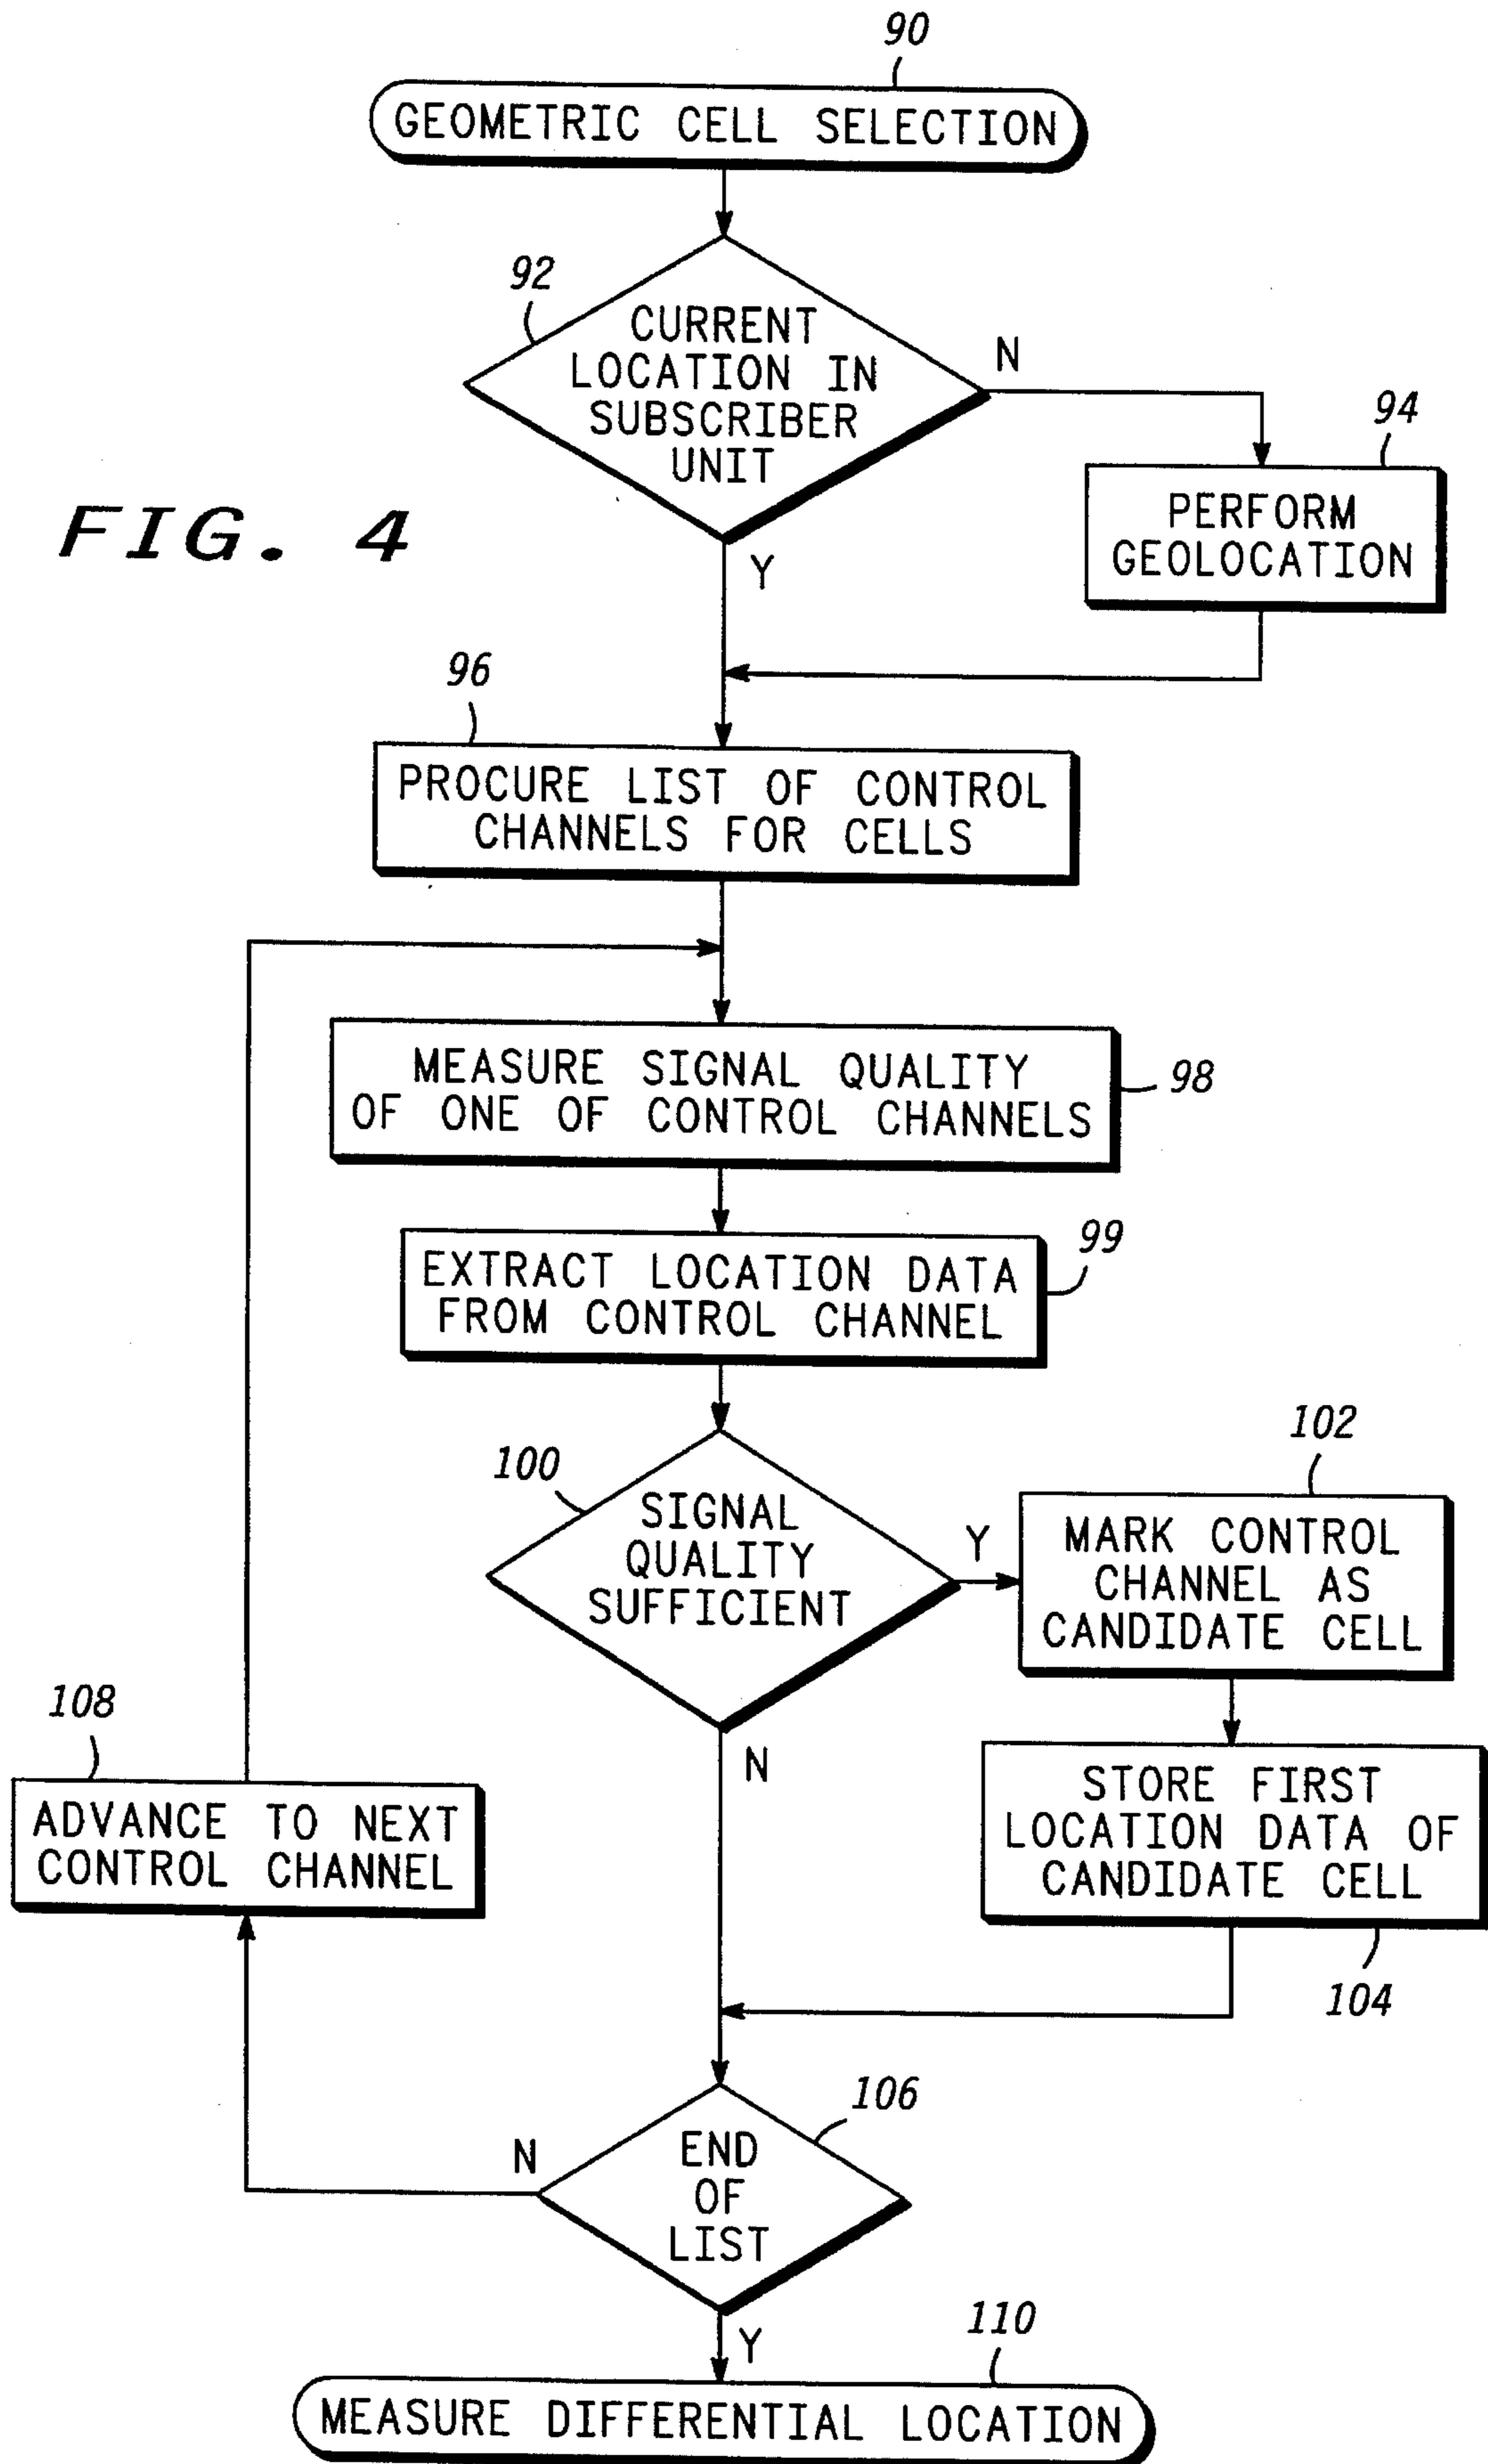 90
GEOMETRIC CELL SELECTION
92
CURRENT
LOCATION IN
SUBSCRIBER
UNIT
N
94
PERFORM
GEOLOCATION
FIG. 4
Y
96
PROCURE LIST OF CONTROL
CHANNELS FOR CELLS
MEASURE SIGNAL QUALITY
OF ONE OF CONTROL CHANNELS
98
EXTRACT LOCATION DATA
FROM CONTROL CHANNEL
99
100
SIGNAL
QUALITY
SUFFICIENT
Y
102
MARK CONTROL
CHANNEL AS
CANDIDATE CELL
N
108
ADVANCE TO NEXT
CONTROL CHANNEL
STORE FIRST
LOCATION DATA OF
CANDIDATE CELL
104
106
END
OF
LIST
N
Y
110
MEASURE DIFFERENTIAL LOCATION